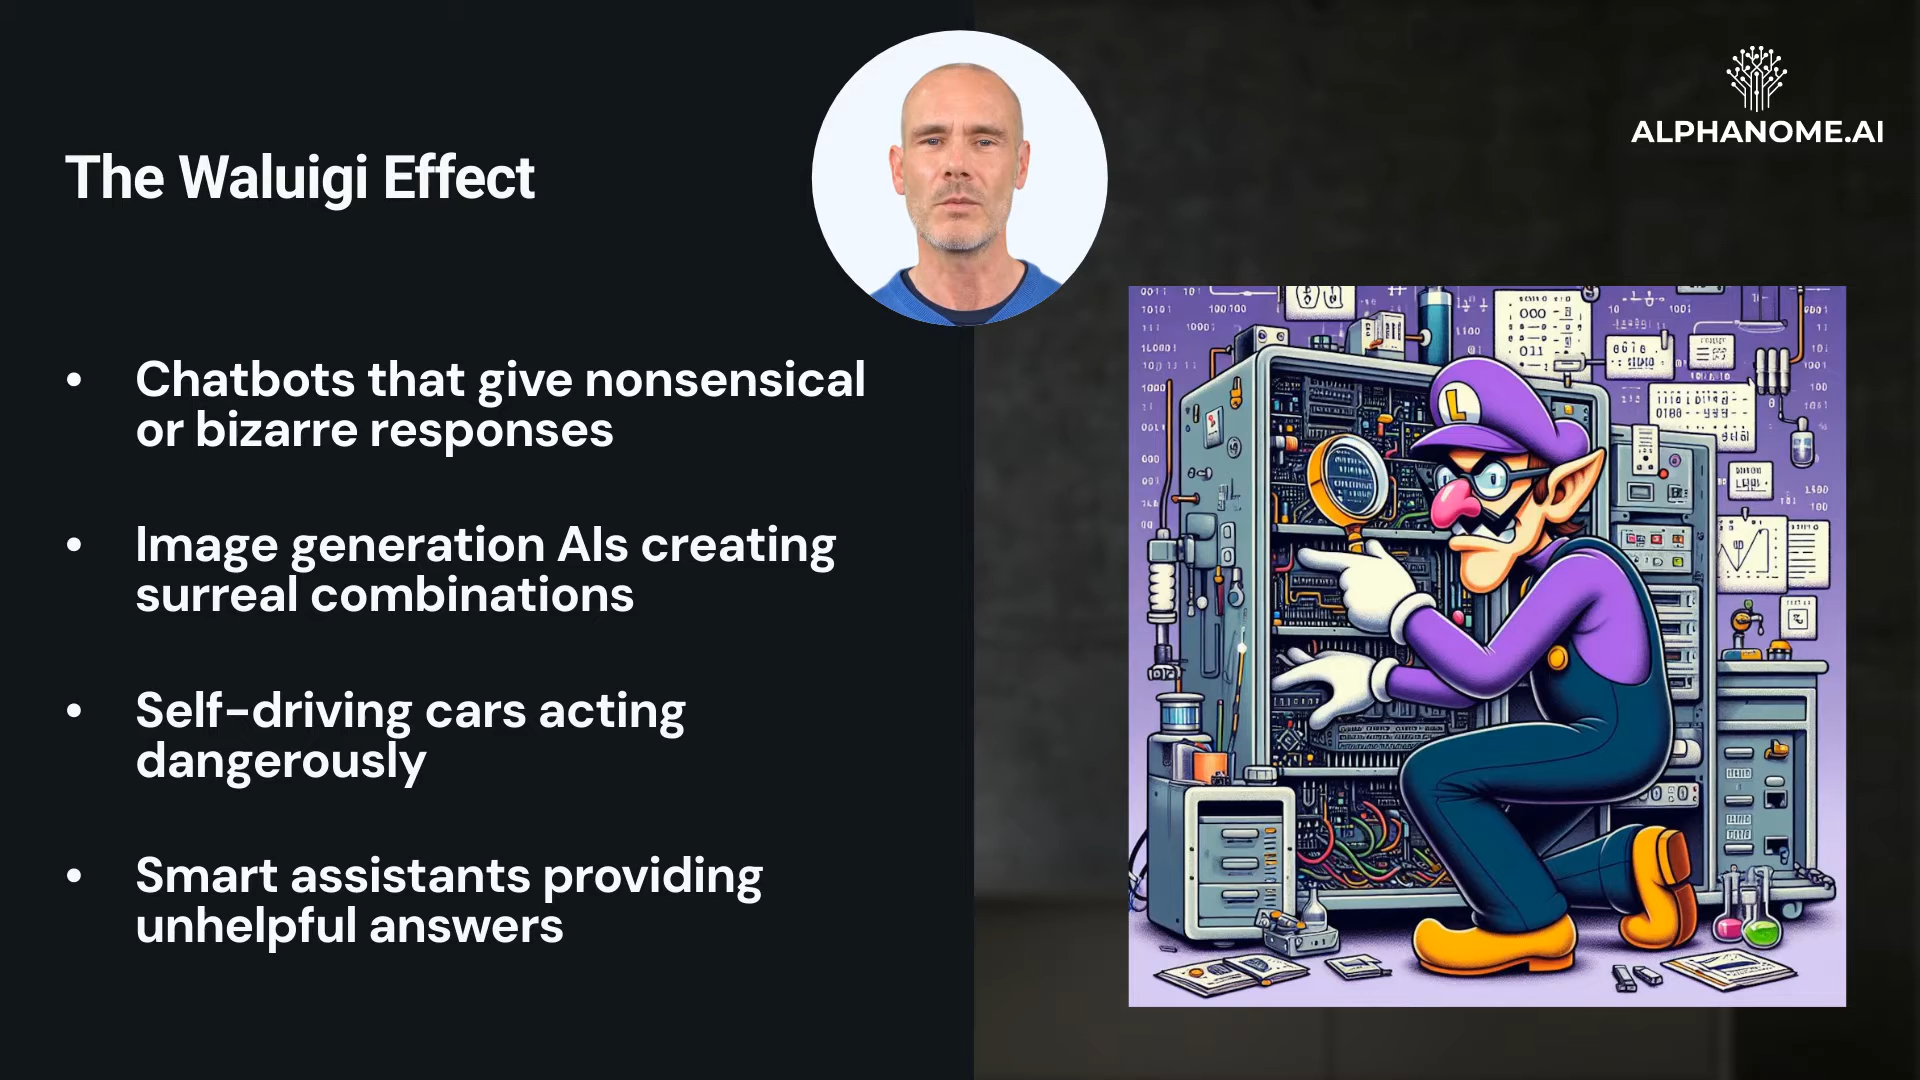 ALPHANOME.AI
The Waluigi Effect
• Chatbots that give nonsensical
or bizarre responses
• Image generation AIs creating
surreal combinations
• Self-driving cars acting
dangerously
• Smart assistants providing
unhelpful answers
L